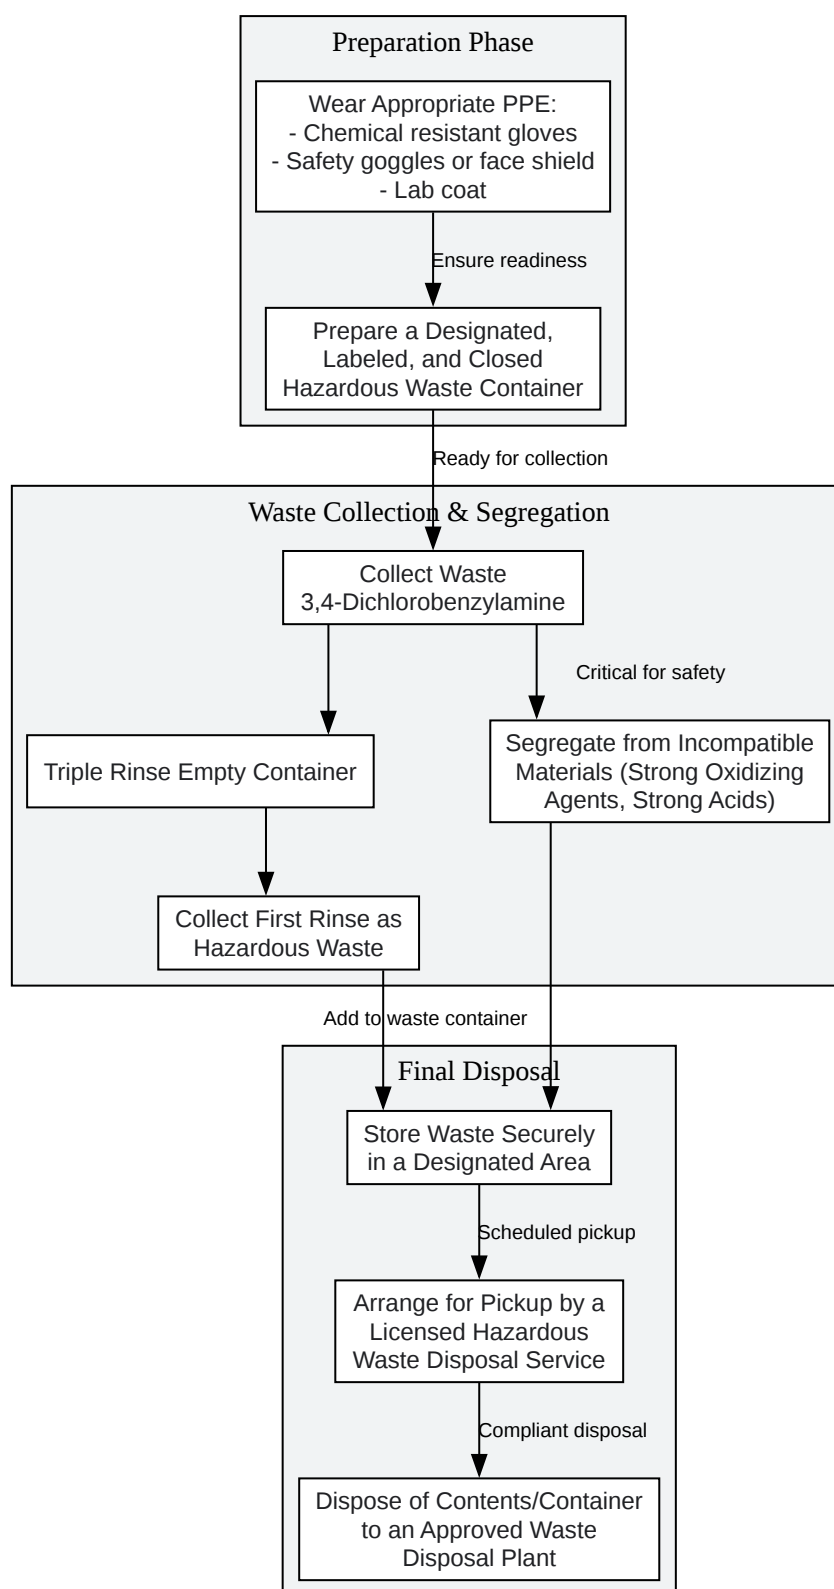 Preparation Phase
Wear Appropriate PPE:
- Chemical resistant gloves
- Safety goggles or face shield
- Lab coat
Ensure readiness
Prepare a Designated,
Labeled, and Closed
Hazardous Waste Container
Ready for collection
Waste Collection & Segregation
Collect Waste
3,4-Dichlorobenzylamine
Critical for safety
Triple Rinse Empty Container
Segregate from Incompatible
Materials (Strong Oxidizing
Agents, Strong Acids)
Collect First Rinse as
Hazardous Waste
Add to waste container
Final Disposal
Store Waste Securely
in a Designated Area
Scheduled pickup
Arrange for Pickup by a
Licensed Hazardous
Waste Disposal Service
Compliant disposal
Dispose of Contents/Container
to an Approved Waste
Disposal Plant